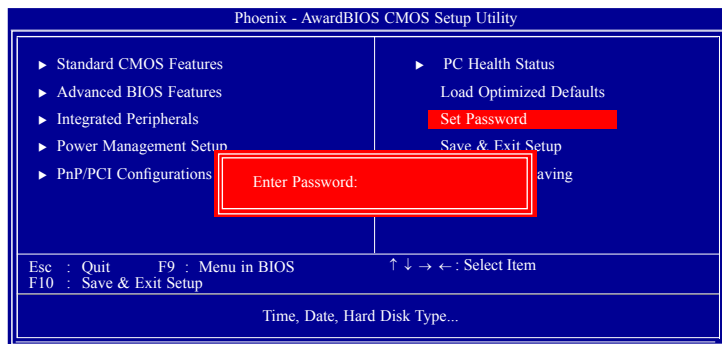 Phoenix - AwardBIOS CMOS Setup Utility
► Standard CMOS Features
► Advanced BIOS Features
► Integrated Peripherals
► Power Management Setup
► PnP/PCI Configurations
► PC Health Status
Load Optimized Defaults
Set Password
Save & Exit Setup
aving
Enter Password:
Esc : Quit F9 : Menu in BIOS
↑ ↓ → ← : Select Item
F10 : Save & Exit Setup
Time, Date, Hard Disk Type...